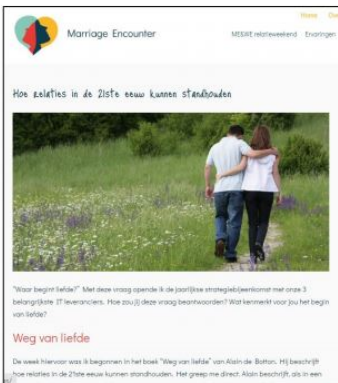 Home
Marriage Encounter
ME&WE relatieweekend Ervaringen
Hoe relaties in de 21ste eeuw kunnen standhouden
"Waar begint liefde?" Met deze vraag opende ik de jaarlijkse strategiebijeenkomst met onze 3
belangrijkste IT leveranciers. Hoe zou jij deze vraag beantwoorden? Wat kenmerkt voor jou het begin
van liefde?
Weg van liefde
De week hiervoor was ik begonnen in het boek "Weg van liefde" van Alain de Botton. Hij beschrijft
hoe relaties in de 21ste eeuw kunnen standhouden. Het greep me direct. Alain beschrijft, als in een